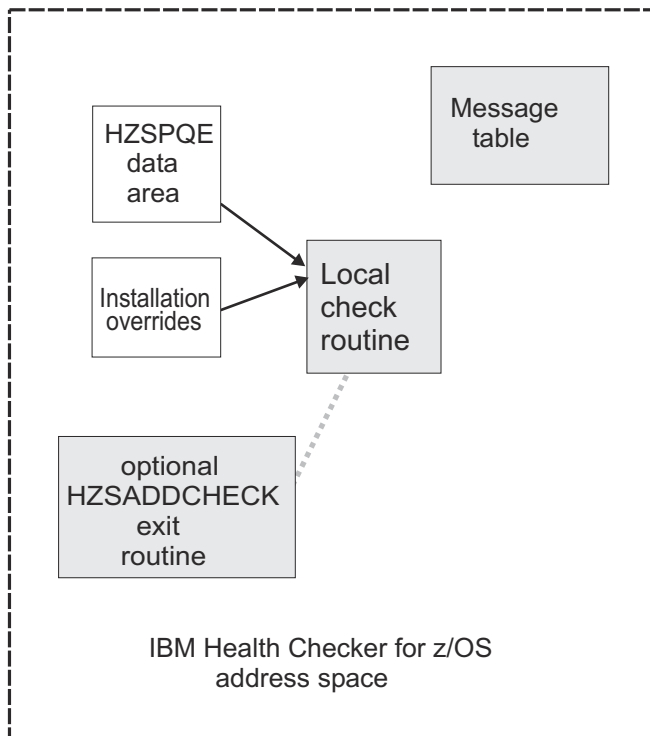 HZSPQE
data
area
Message
table
Installation
overrides
Local
check
routine
optional
HZSADDCHECK
exit
routine
IBM Health Checker for z/OS
address space